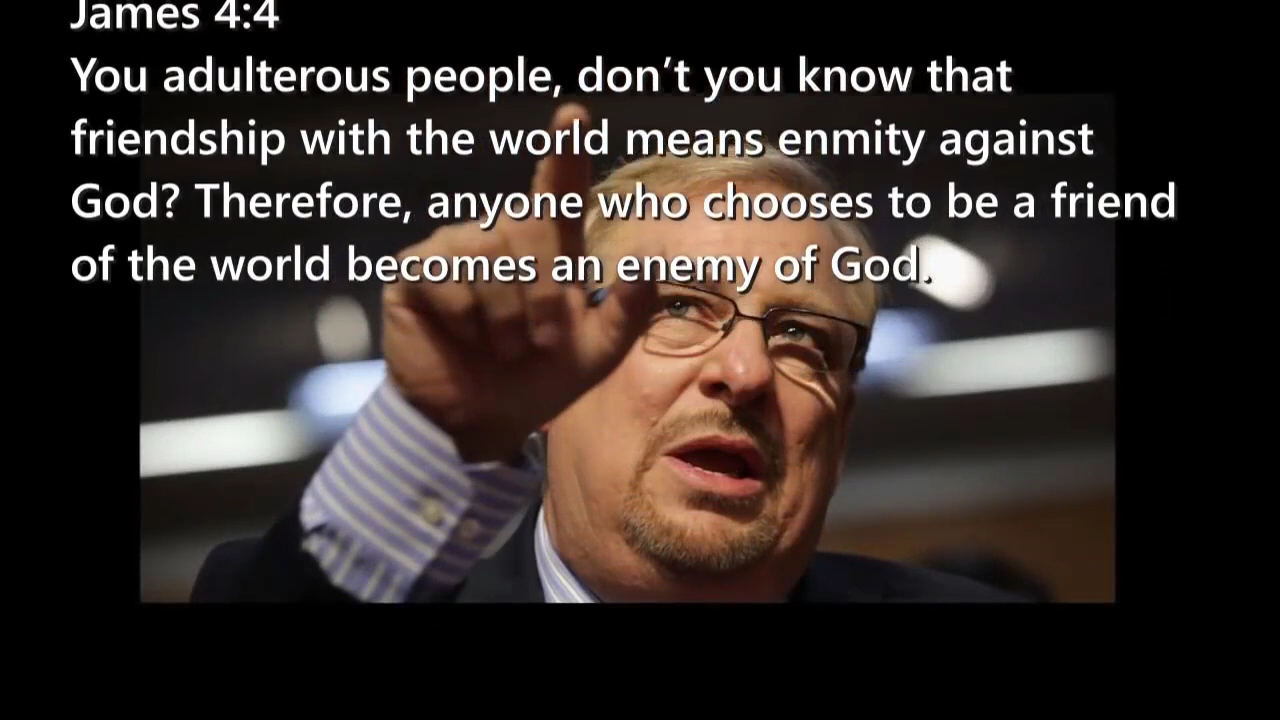 James 4:4
You adulterous people, don’t you know that
friendship with the world means enmity against
God? Therefore, anyone who chooses to be a friend
of the world becomes an enemy of God.